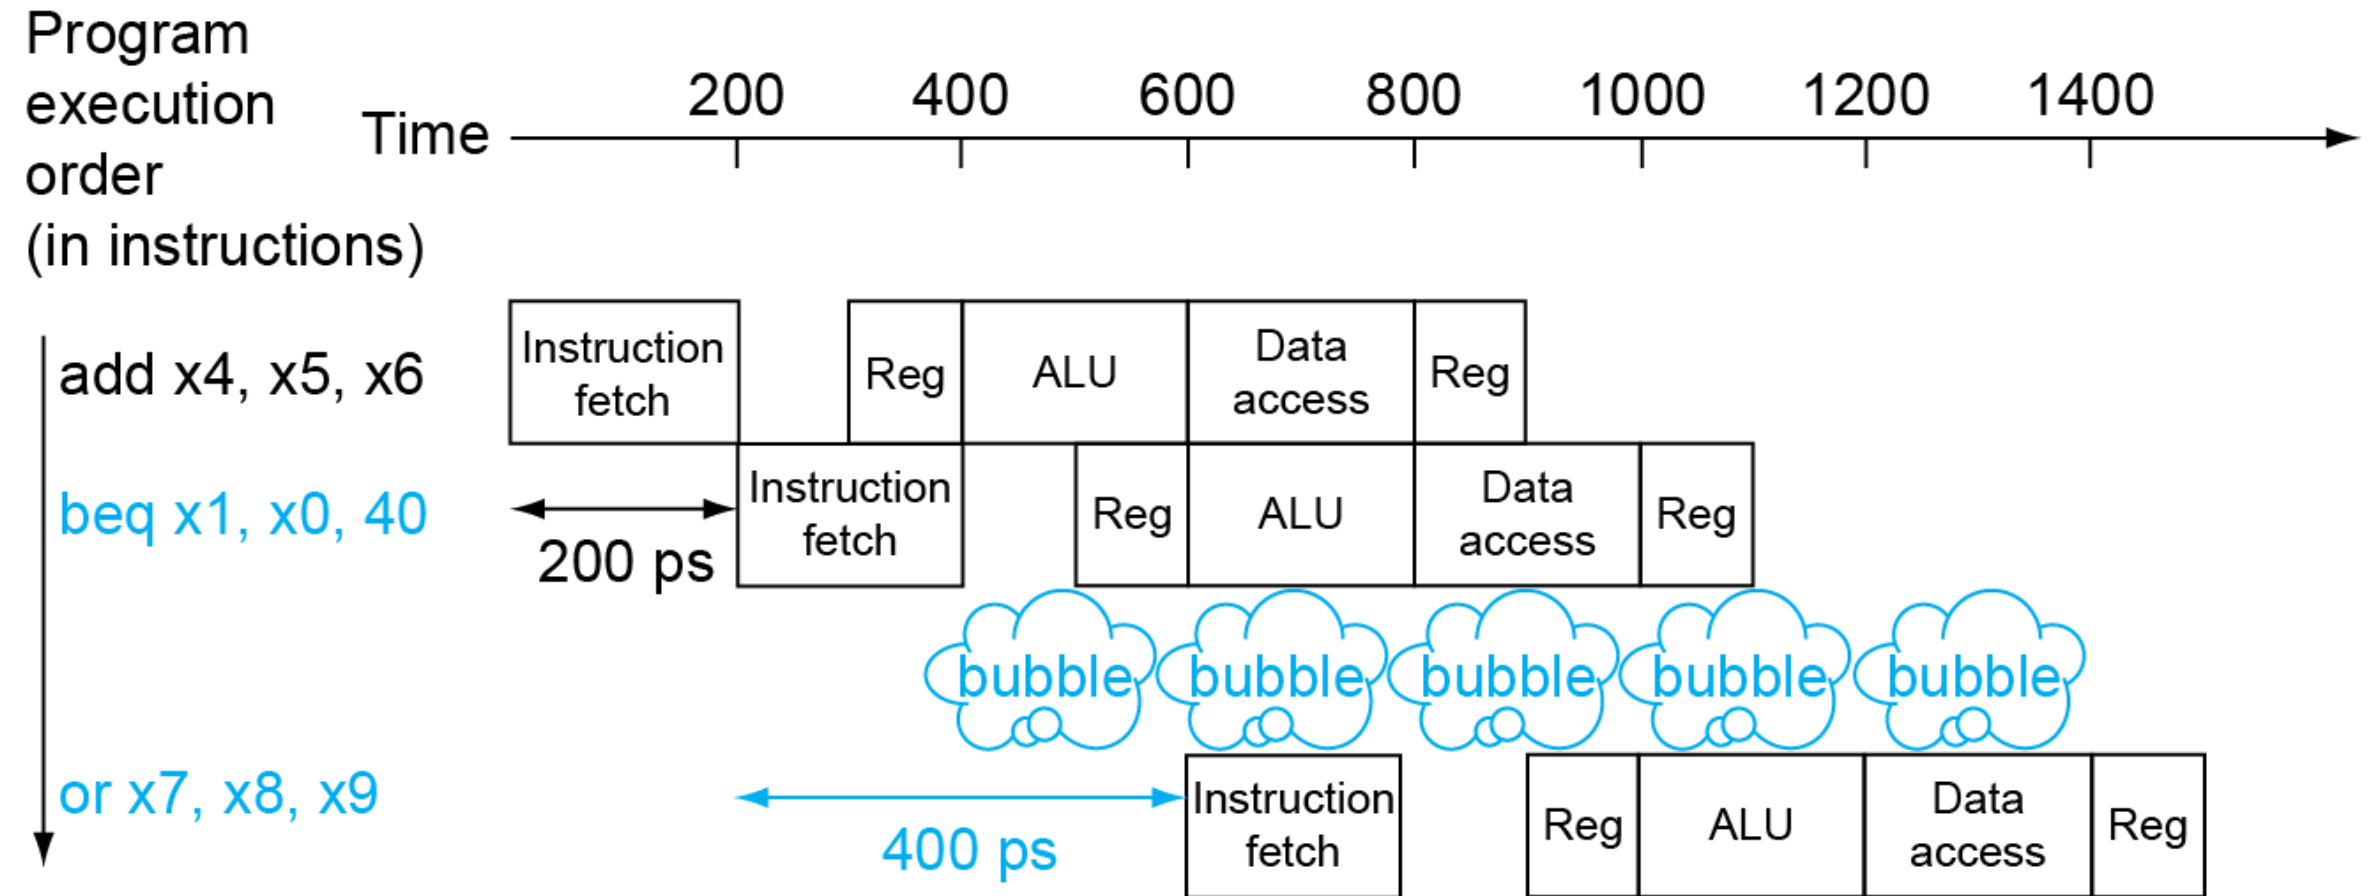 Program
execution
order
(in instructions)
Time
200 400 600 800 1000 1200 1400
add x4, x5, x6
Instruction
fetch
Reg
ALU
Data
access
Reg
beq x1, x0, 40
200 ps
Instruction
fetch
Reg
ALU
Data
access
Reg
bubble bubble bubble bubble bubble
or x7, x8, x9
400 ps
Instruction
fetch
Reg
ALU
Data
access
Reg